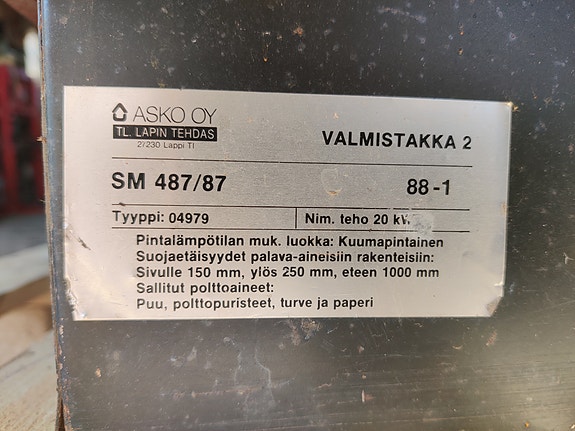 ASKO OY
TL. LAPIN TEHDAS
27230 Lappi Tl
VALMISTAKKA 2
SM 487/87
88-1
Tyyppi: 04979
Nim. teho 20 kW
Pintalämpötilan muk. luokka: Kuumapintainen
Suojaetäisyydet palava-aineisiin rakenteisiin:
Sivulle 150 mm, ylös 250 mm, eteen 1000 mm
Sallitut polttoaineet:
Puu, polttopuristeet, turve ja paperi